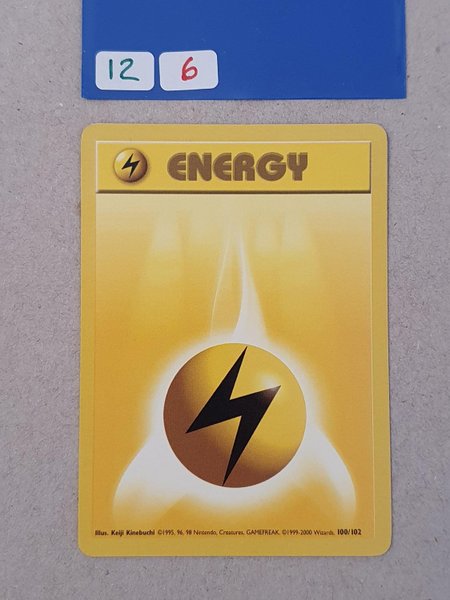 12 6
ENERGY
Illus. Keiji Kinebuchi ©1995, 96, 98 Nintendo, Creatures, GAMEFREAK. ©1999-2000 Wizards. 100/102